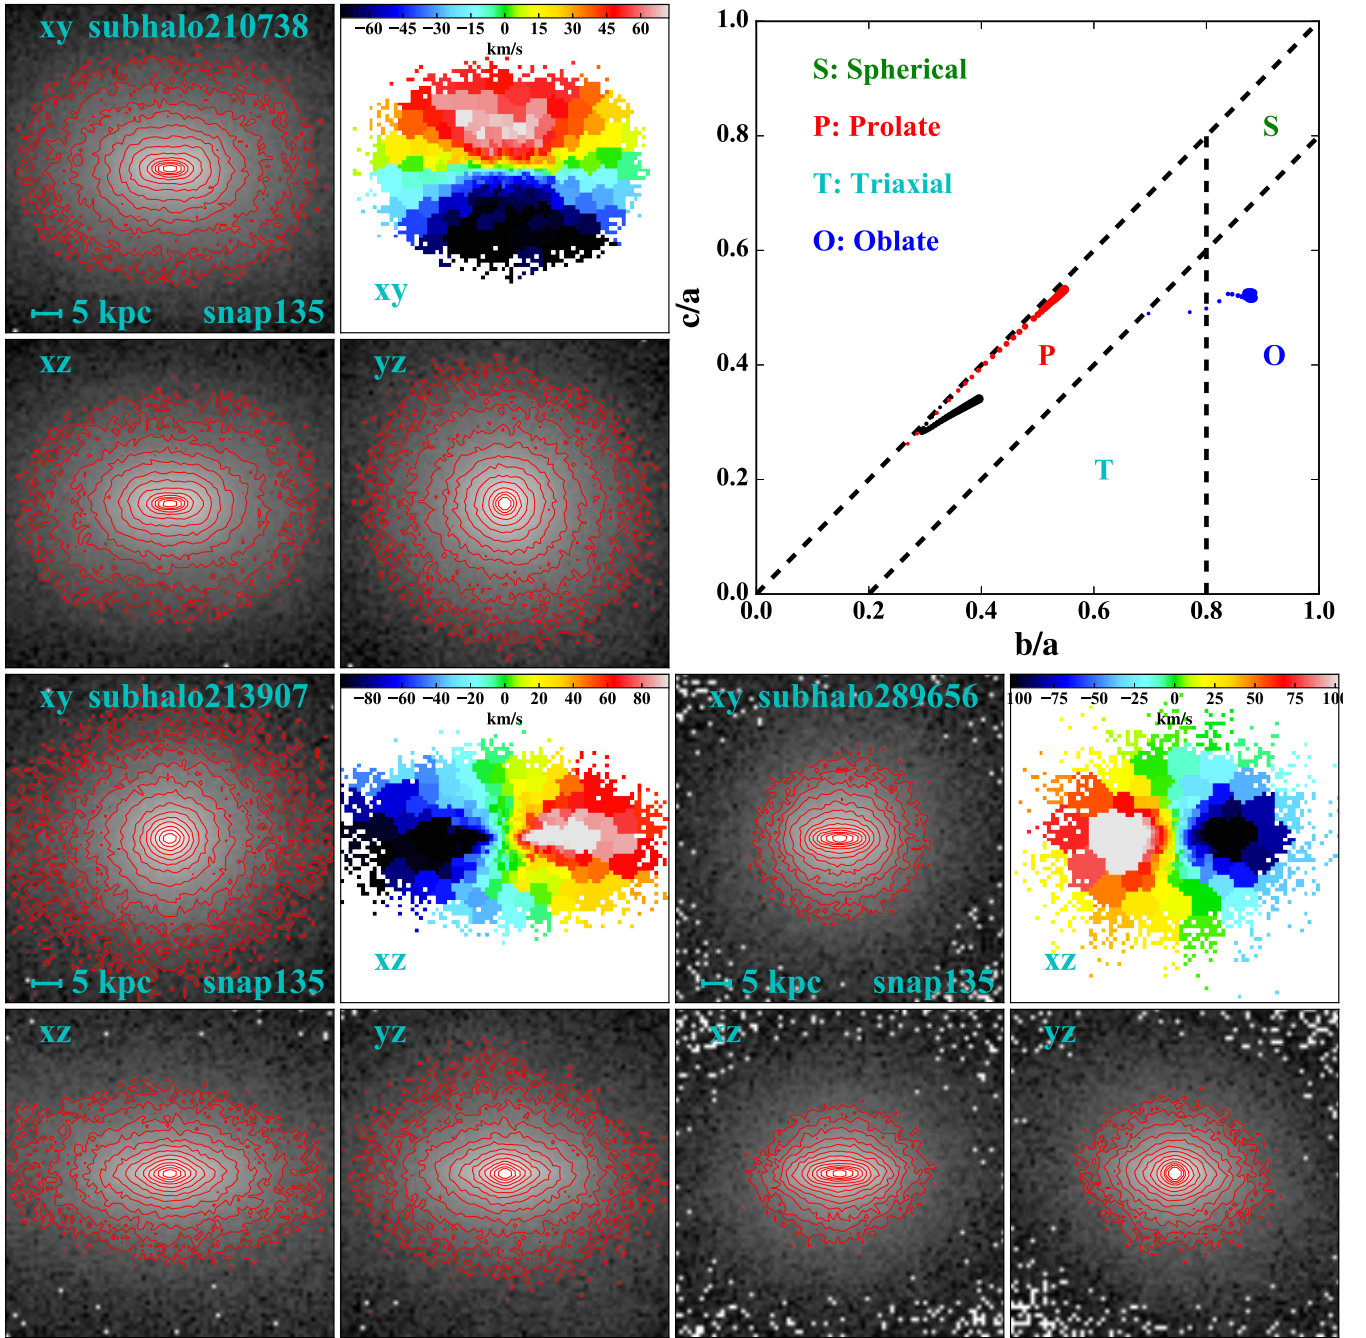 xy subhalo210738
5 kpc snap135
−60 −45 −30 −15 0 15 30 45 60
km/s
xy
xz
yz
1.0
0.8
0.6
0.4
0.2
0.0
c/a
S: Spherical
P: Prolate
T: Triaxial
O: Oblate
S
P
O
T
0.0 0.2 0.4 0.6 0.8 1.0
b/a
xy subhalo213907
5 kpc snap135
−80 −60 −40 −20 0 20 40 60 80
km/s
xz
xy subhalo289656
5 kpc snap135
100 −75 −50 −25 0 25 50 75 10
km/s
xz
xz
yz
xz
yz